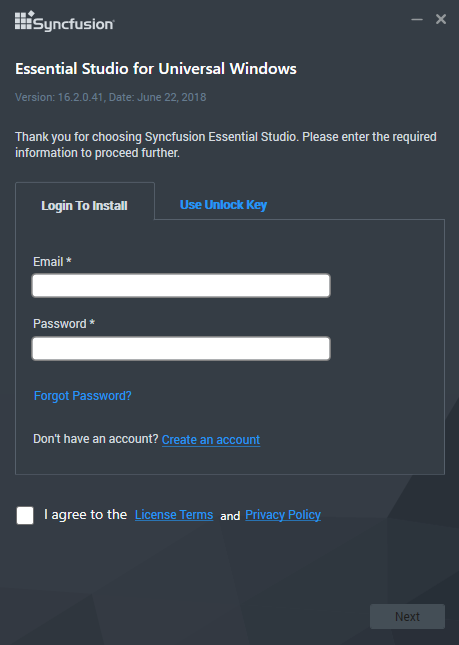 Syncfusion
Essential Studio for Universal Windows
Version: 16.2.0.41, Date: June 22, 2018
Thank you for choosing Syncfusion Essential Studio. Please enter the required
information to proceed further.
Login To Install
Use Unlock Key
Email *
Password *
Forgot Password?
Don't have an account? Create an account
I agree to the License Terms and Privacy Policy
Next